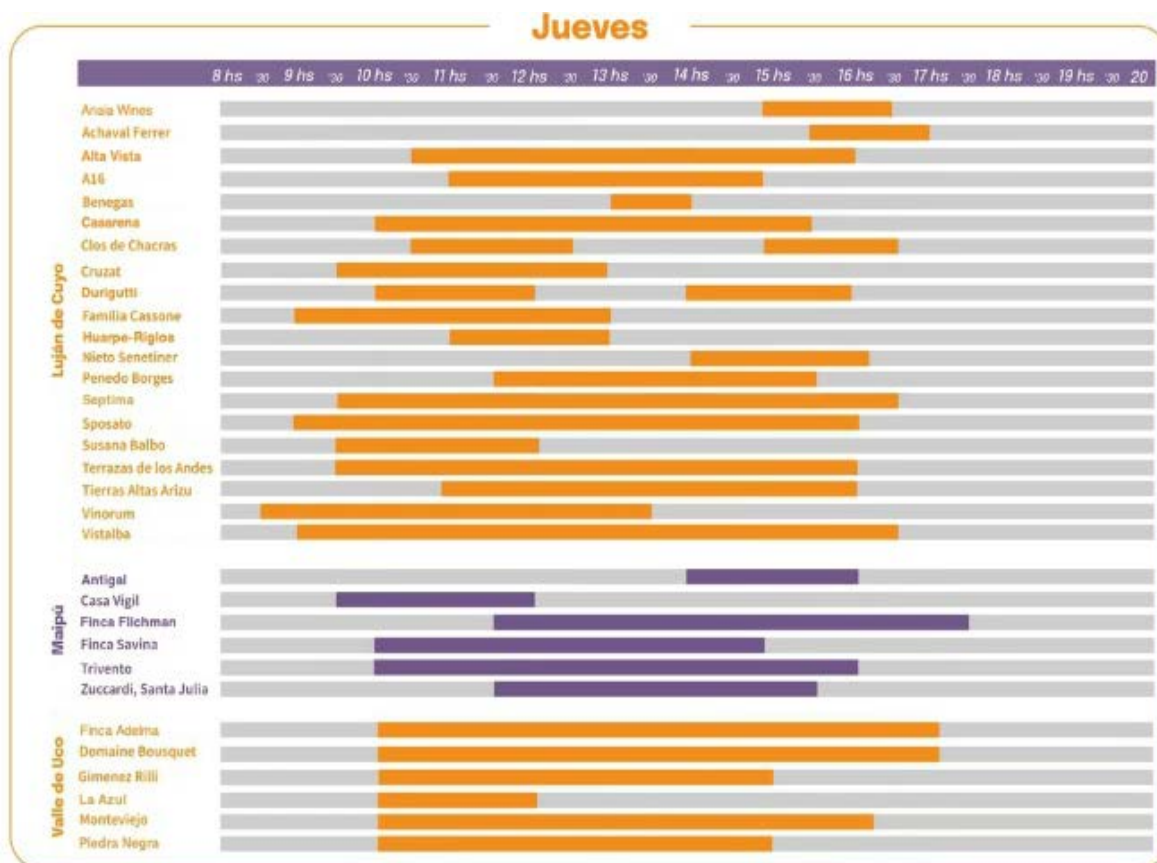 Jueves
8 hs '30 9 hs '30 10 hs '30 11 hs '30 12 hs '30 13 hs '30 14 hs '30 15 hs '30 16 hs '30 17 hs '30 18 hs '30 19 hs '30 20
Luján de Cuyo
Anaia Wines
Achaval Ferrer
Alta Vista
A16
Benegas
Casarena
Clos de Chacras
Cruzat
Durigutti
Familia Cassone
Huarpe-Riglos
Nieto Senetiner
Penedo Borges
Septima
Sposato
Susana Balbo
Terrazas de los Andes
Tierras Altas Arizu
Vinorum
Vistalba
Maipú
Antigal
Casa Vigil
Finca Flichman
Finca Savina
Trivento
Zuccardi, Santa Julia
Valle de Uco
Finca Adelma
Domaine Bousquet
Gimenez Rilli
La Azul
Monteviejo
Piedra Negra